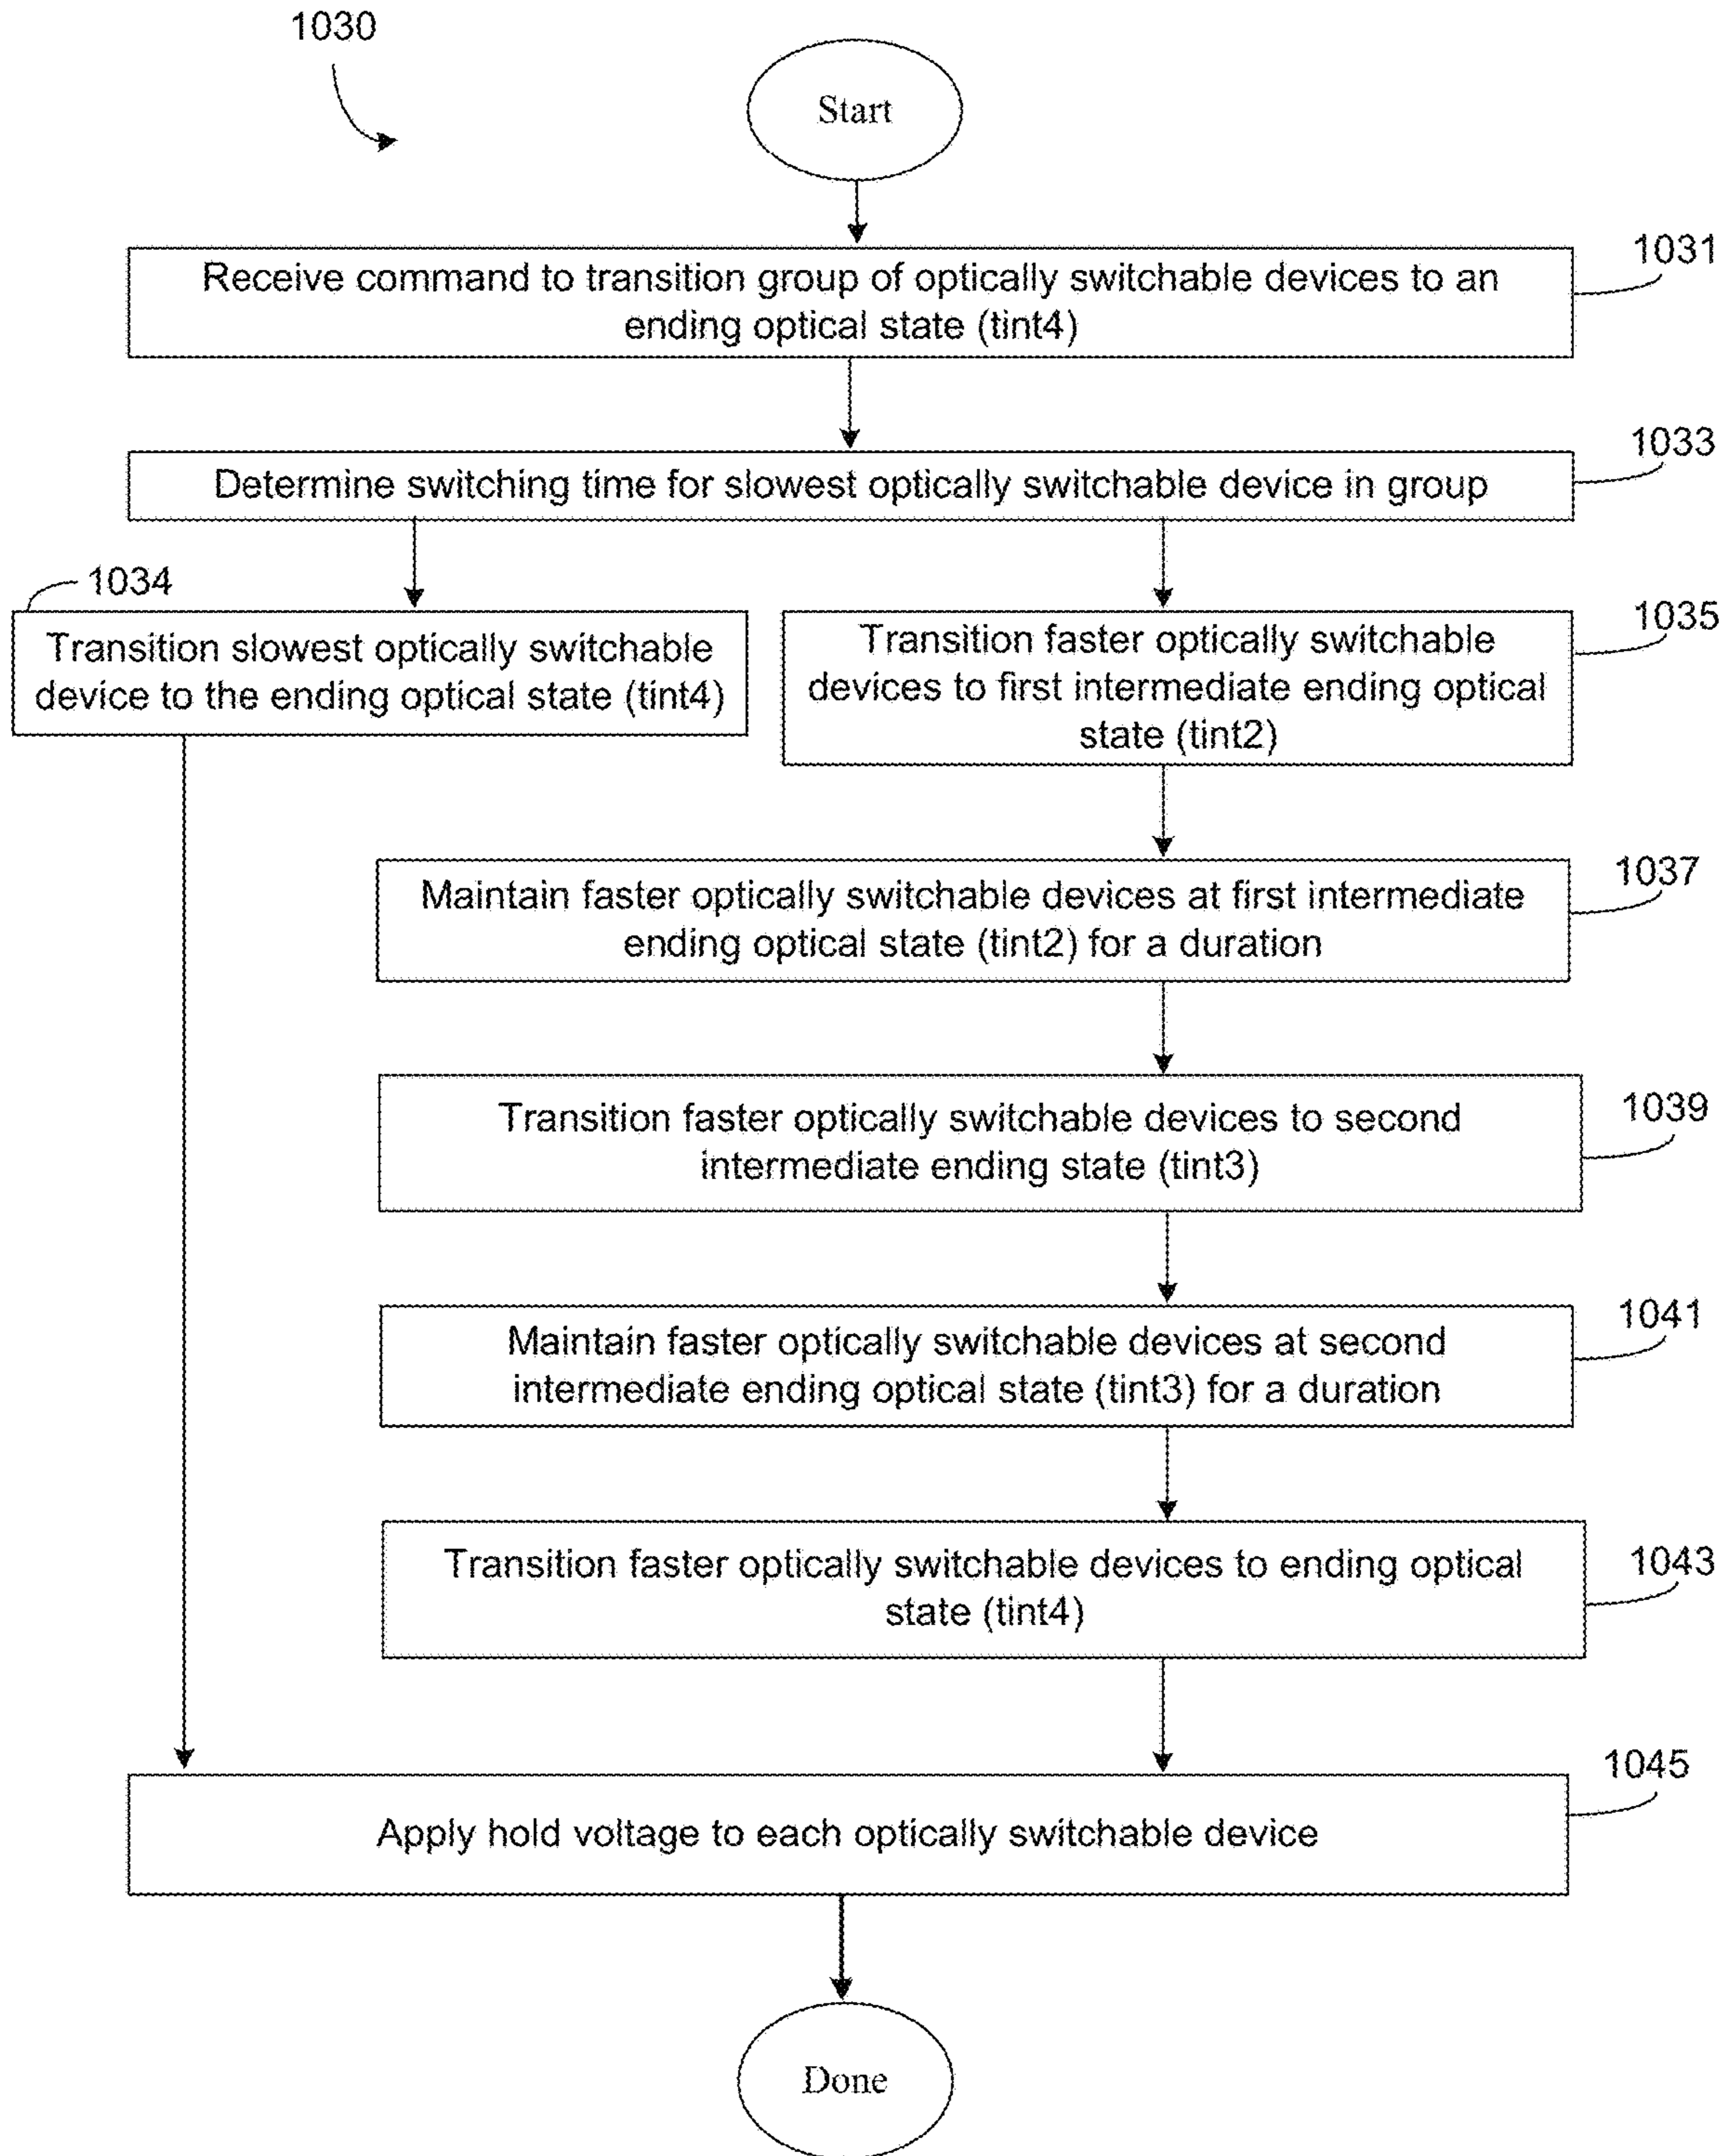 1030
Start
1031
Receive command to transition group of optically switchable devices to an
ending optical state (tint4)
1033
Determine switching time for slowest optically switchable device in group
1034
Transition slowest optically switchable
device to the ending optical state (tint4)
1035
Transition faster optically switchable
devices to first intermediate ending optical
state (tint2)
1037
Maintain faster optically switchable devices at first intermediate
ending optical state (tint2) for a duration
1039
Transition faster optically switchable devices to second
intermediate ending state (tint3)
1041
Maintain faster optically switchable devices at second
intermediate ending optical state (tint3) for a duration
1043
Transition faster optically switchable devices to ending optical
state (tint4)
1045
Apply hold voltage to each optically switchable device
Done